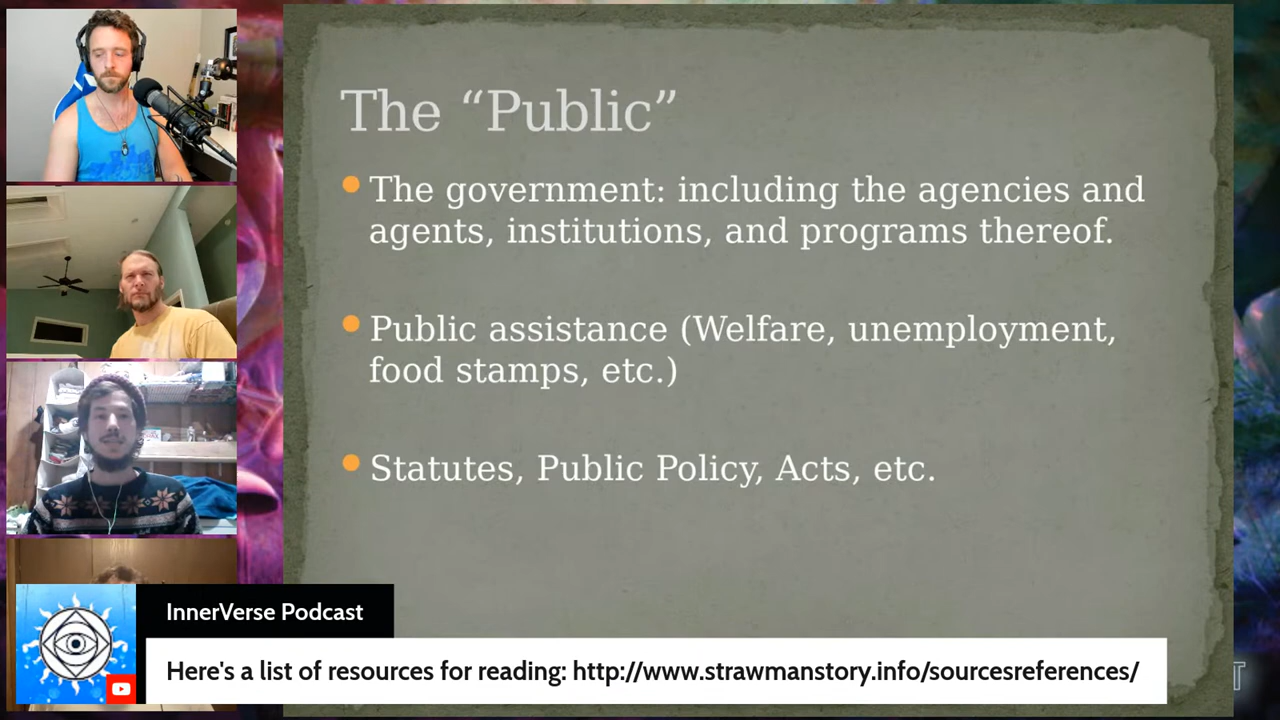 The “Public”
The government: including the agencies and
agents, institutions, and programs thereof.
Public assistance (Welfare, unemployment,
food stamps, etc.)
Statutes, Public Policy, Acts, etc.
InnerVerse Podcast
Here's a list of resources for reading: http://www.strawmanstory.info/sourcesreferences/